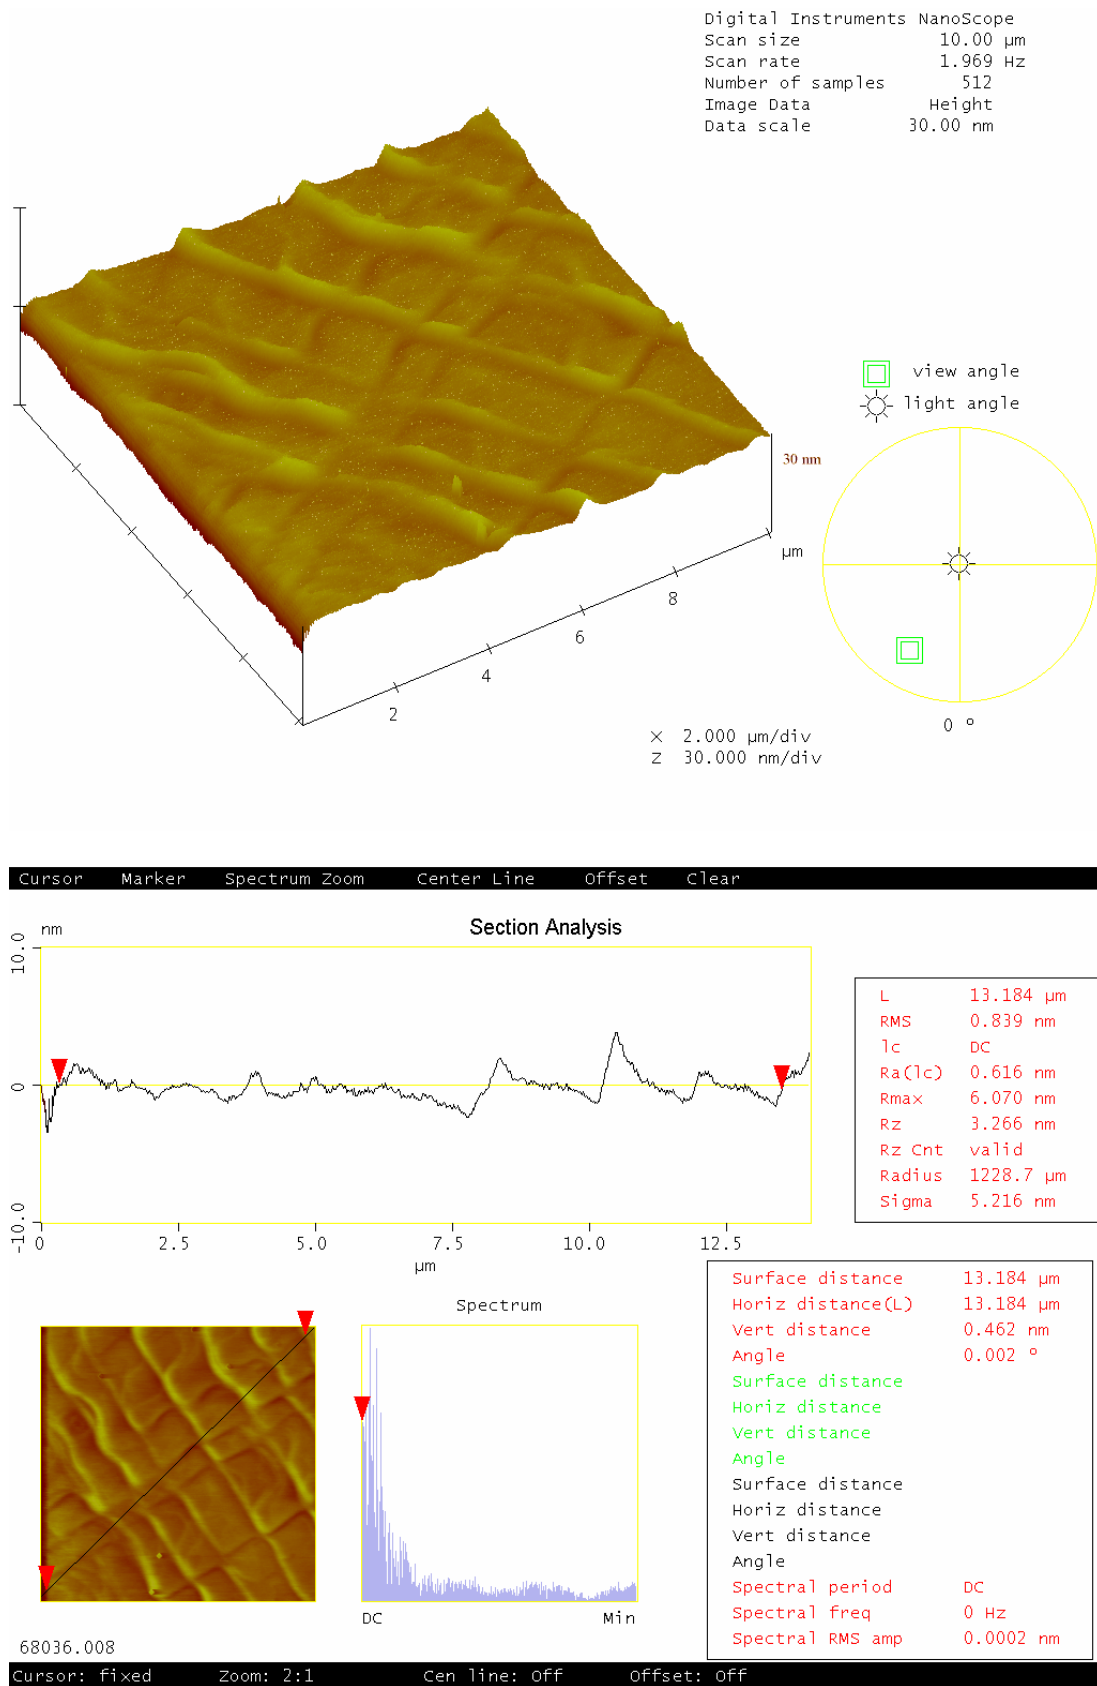 Digital Instruments NanoScope
Scan size 10.00 µm
Scan rate 1.969 Hz
Number of samples 512
Image Data Height
Data scale 30.00 nm
view angle
light angle
30 nm
µm
8
6
4
2
0 º
X 2.000 µm/div
Z 30.000 nm/div
Cursor Marker Spectrum Zoom Center Line Offset Clear
Section Analysis
nm
10.0
0
-10.0
0 2.5 5.0 7.5 10.0 12.5
µm
L 13.184 µm
RMS 0.839 nm
lc DC
Ra(lc) 0.616 nm
Rmax 6.070 nm
Rz 3.266 nm
Rz Cnt valid
Radius 1228.7 µm
Sigma 5.216 nm
Spectrum
DC Min
Surface distance 13.184 µm
Horiz distance(L) 13.184 µm
Vert distance 0.462 nm
Angle 0.002 º
Surface distance
Horiz distance
Vert distance
Angle
Surface distance
Horiz distance
Vert distance
Angle
Spectral period DC
Spectral freq 0 Hz
Spectral RMS amp 0.0002 nm
68036.008
Cursor: fixed Zoom: 2:1 Cen line: Off Offset: Off